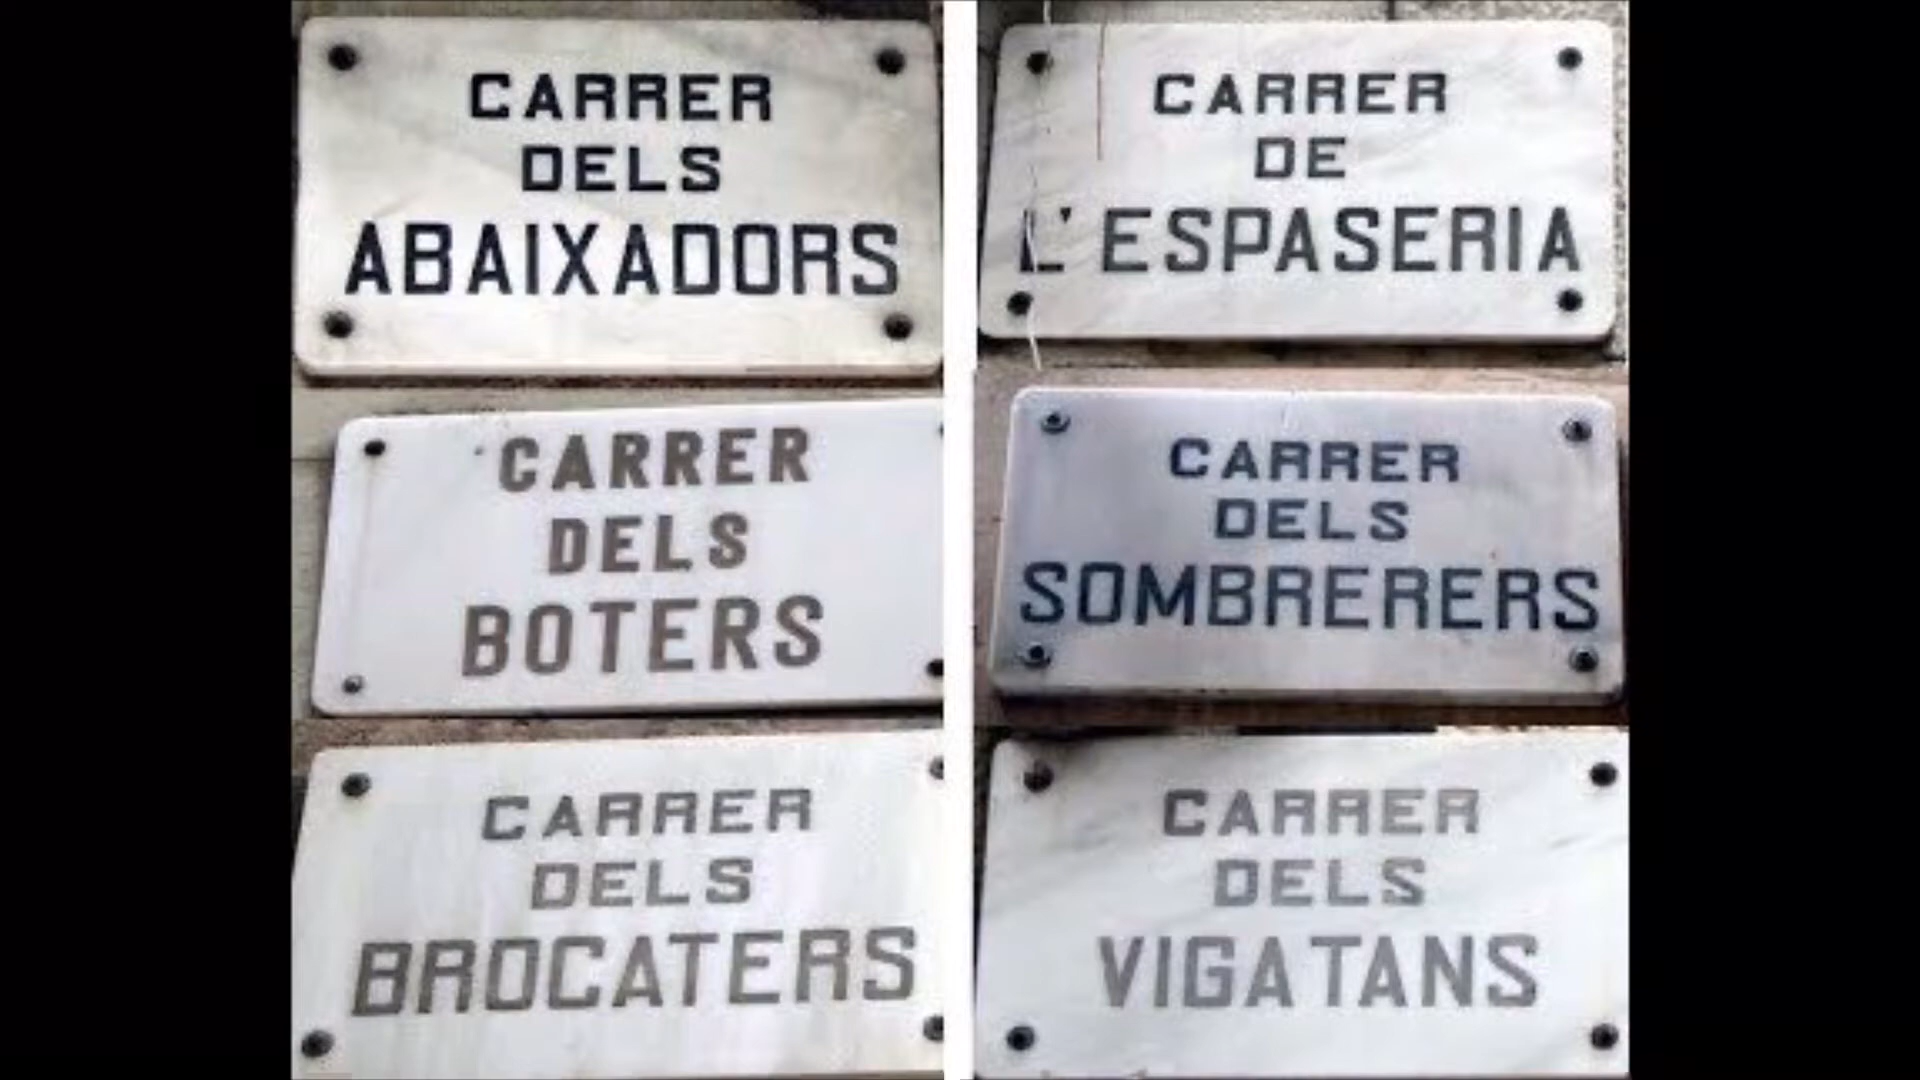 CARRER
DELS
ABAIXADORS
CARRER
DE
L'ESPASERIA
CARRER
DELS
BOTERS
CARRER
DELS
SOMBRERERS
CARRER
DELS
BROCATERS
CARRER
DELS
VIGATANS